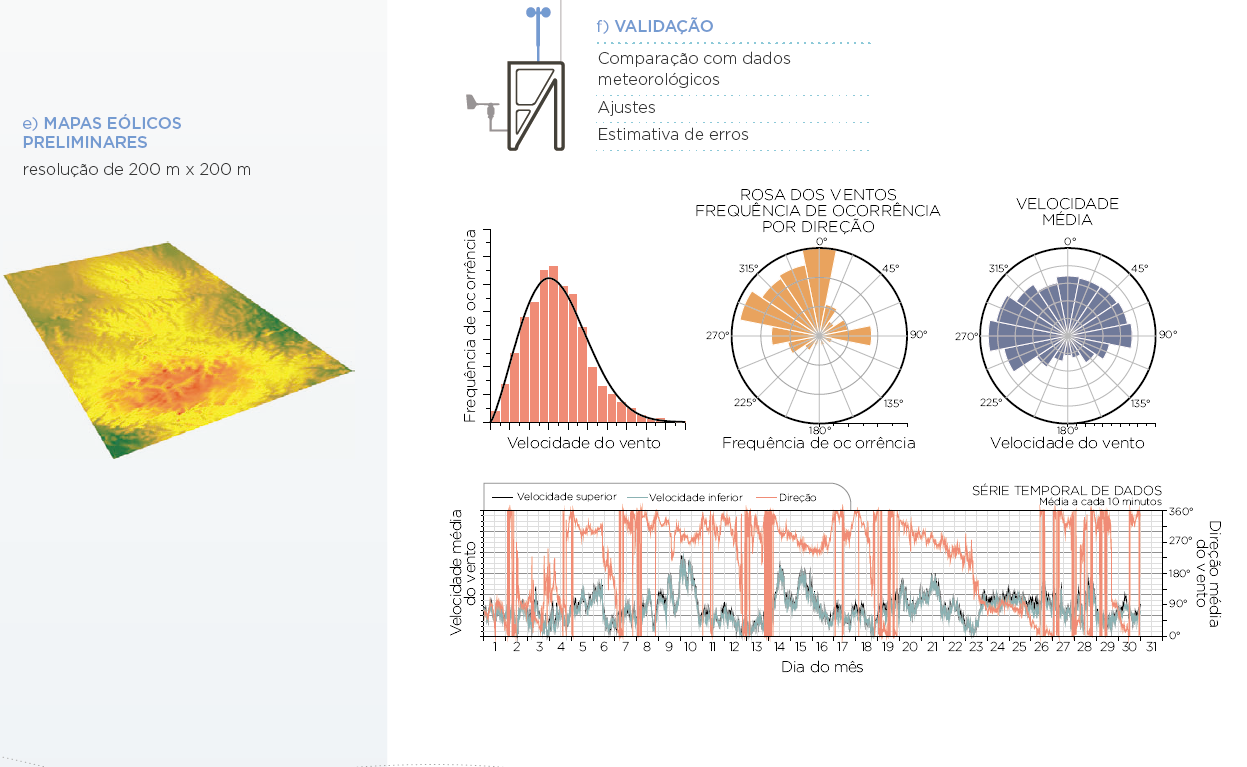 e) MAPAS EÓLICOS
PRELIMINARES
resolução de 200 m x 200 m
f) VALIDAÇÃO
Comparação com dados
meteorológicos
Ajustes
Estimativa de erros
Frequência de ocorrência
Velocidade do vento
ROSA DOS VENTOS
FREQUÊNCIA DE OCORRÊNCIA
POR DIREÇÃO
0°
45°
90°
135°
180°
225°
270°
315°
Frequência de oc orrência
VELOCIDADE
MÉDIA
0°
45°
90°
135°
180°
225°
270°
315°
Velocidade do vento
Velocidade superior Velocidade inferior Direção
SÉRIE TEMPORAL DE DADOS
Média a cada 10 minutos
Velocidade média
do vento
360°
270°
180°
90°
0°
Direção média
do vento
1 2 3 4 5 6 7 8 9 10 11 12 13 14 15 16 17 18 19 20 21 22 23 24 25 26 27 28 29 30 31
Dia do mês